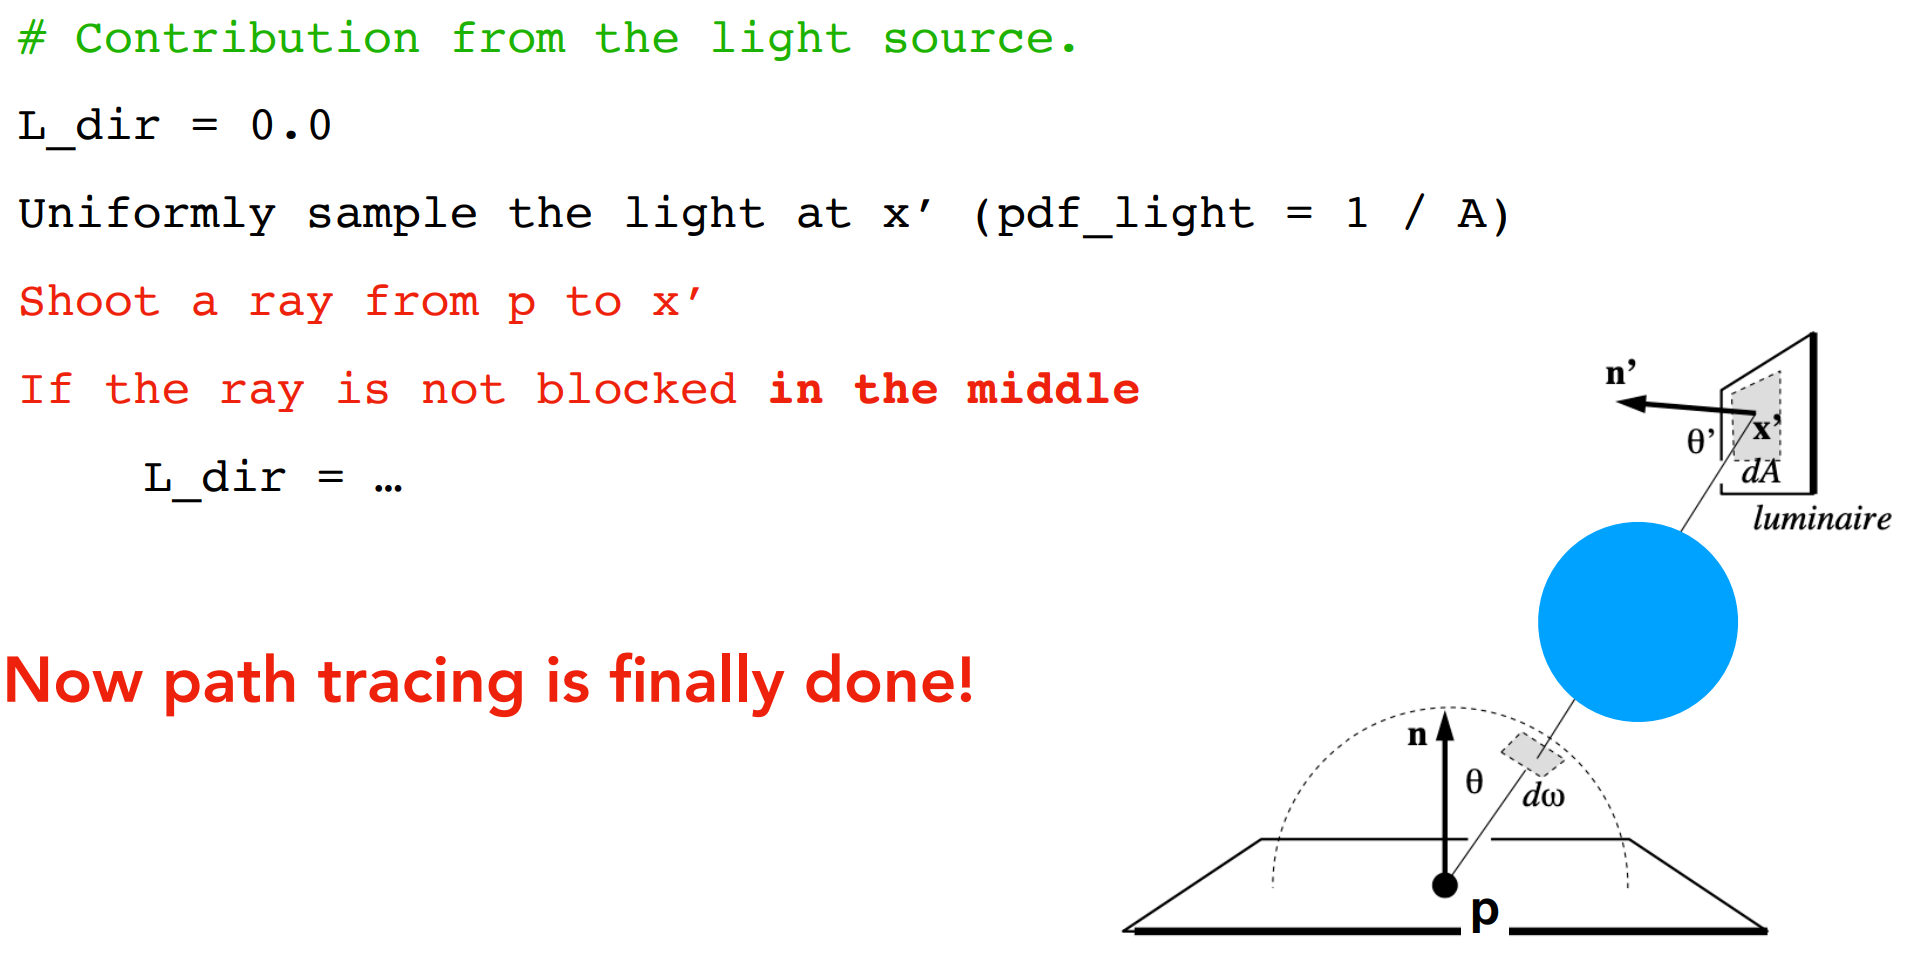 # Contribution from the light source.
L_dir = 0.0
Uniformly sample the light at x’ (pdf_light = 1 / A)
Shoot a ray from p to x’
If the ray is not blocked in the middle
L_dir = …
Now path tracing is finally done!
n’
θ’
x’
dA
luminaire
n
θ
dω
p